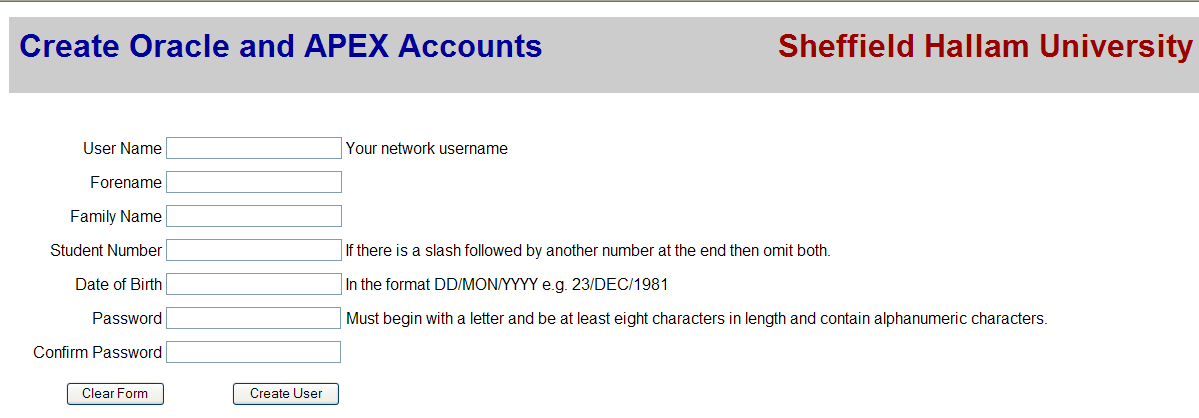 Create Oracle and APEX Accounts Sheffield Hallam University
User Name Your network username
Forename
Family Name
Student Number If there is a slash followed by another number at the end then omit both.
Date of Birth In the format DD/MON/YYYY e.g. 23/DEC/1981
Password Must begin with a letter and be at least eight characters in length and contain alphanumeric characters.
Confirm Password
Clear Form Create User